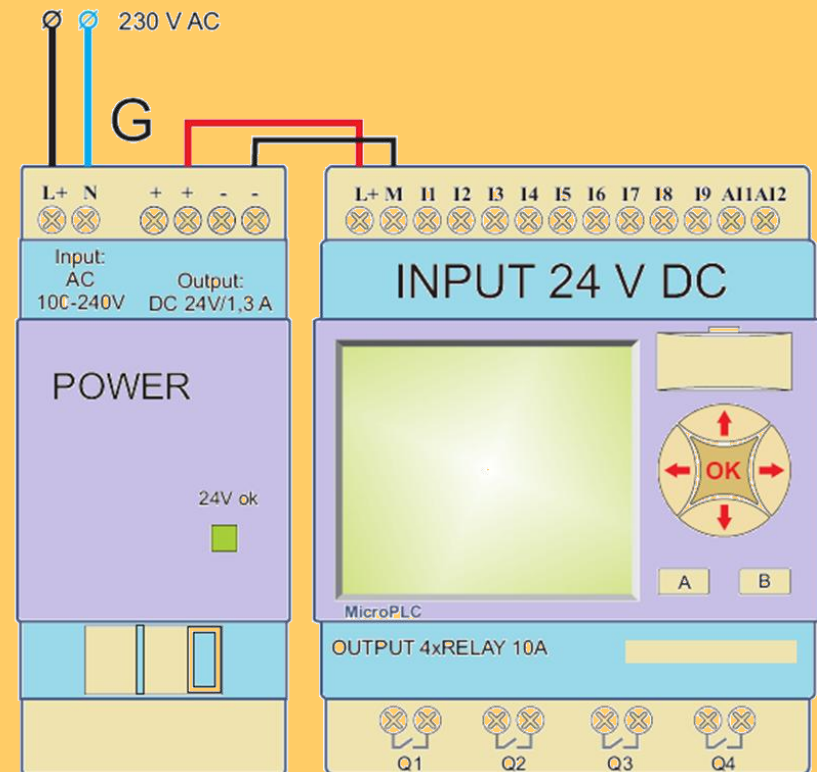 230 V AC
G
L+ N + + - -
L+ M I1 I2 I3 I4 I5 I6 I7 I8 I9 AI1 AI2
Input:
AC
100-240V
Output:
DC 24V/1,3 A
INPUT 24 V DC
POWER
24V ok
OK
A B
MicroPLC
OUTPUT 4xRELAY 10A
Q1 Q2 Q3 Q4